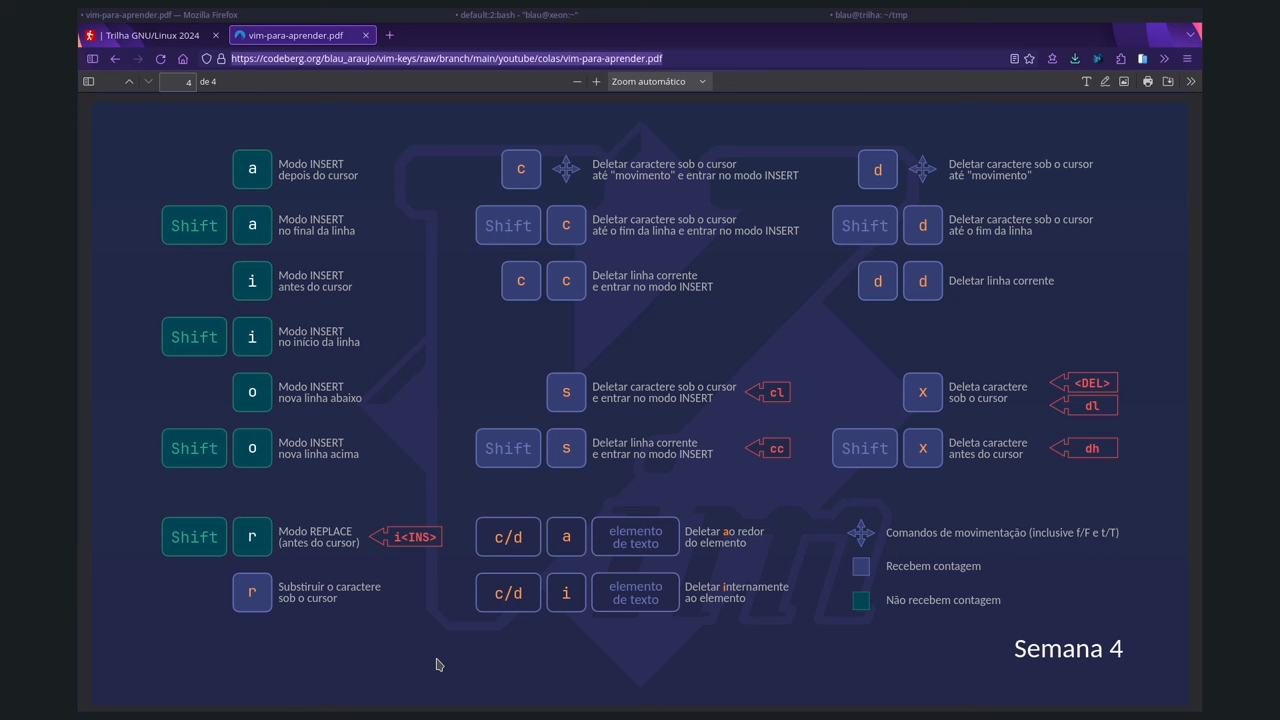 • vim-para-aprender.pdf — Mozilla Firefox
• default:2:bash - "blau@xeon:~"
• blau@trilha: ~/tmp
| Trilha GNU/Linux 2024
vim-para-aprender.pdf
https://codeberg.org/blau_araujo/vim-keys/raw/branch/main/youtube/colas/vim-para-aprender.pdf
4 de 4
Zoom automático
a
Modo INSERT
depois do cursor
Shift a
Modo INSERT
no final da linha
i
Modo INSERT
antes do cursor
Shift i
Modo INSERT
no início da linha
o
Modo INSERT
nova linha abaixo
Shift o
Modo INSERT
nova linha acima
Shift r
Modo REPLACE
(antes do cursor)
i<INS>
r
Substiruir o caractere
sob o cursor
c
Deletar caractere sob o cursor
até "movimento" e entrar no modo INSERT
Shift c
Deletar caractere sob o cursor
até o fim da linha e entrar no modo INSERT
c c
Deletar linha corrente
e entrar no modo INSERT
s
Deletar caractere sob o cursor
e entrar no modo INSERT
cl
Shift s
Deletar linha corrente
e entrar no modo INSERT
cc
c/d a
elemento
de texto
Deletar ao redor
do elemento
c/d i
elemento
de texto
Deletar internamente
ao elemento
d
Deletar caractere sob o cursor
até "movimento"
Shift d
Deletar caractere sob o cursor
até o fim da linha
d d
Deletar linha corrente
x
Deleta caractere
sob o cursor
<DEL>
dl
Shift x
Deleta caractere
antes do cursor
dh
Comandos de movimentação (inclusive f/F e t/T)
Recebem contagem
Não recebem contagem
Semana 4